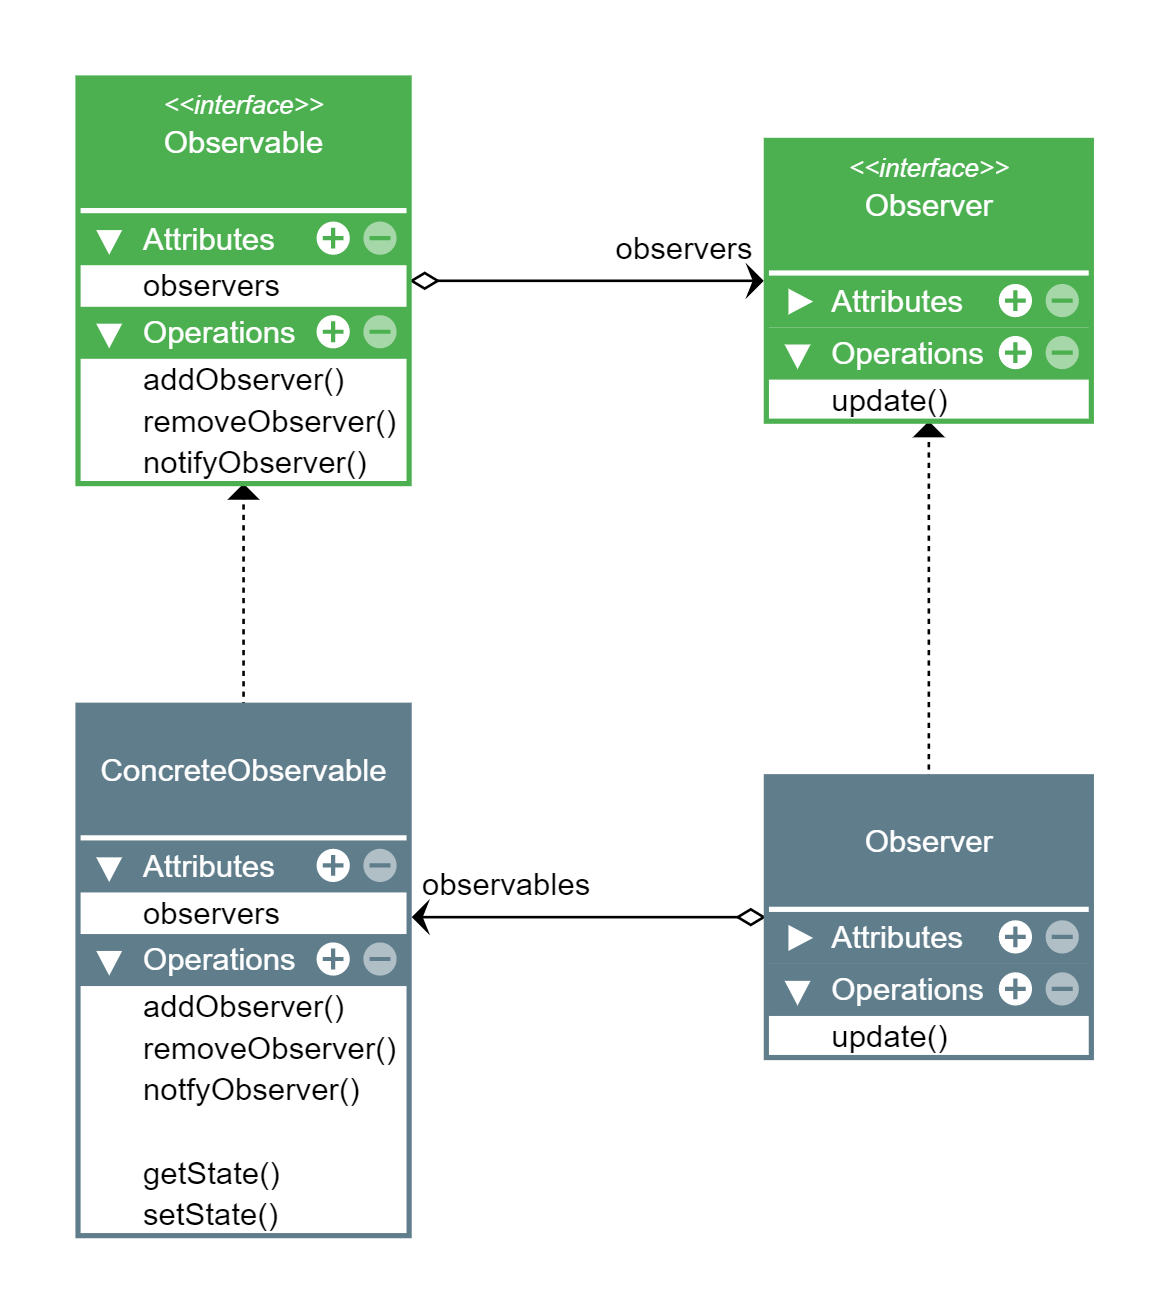 <<interface>>
Observable
Attributes
observers
Operations
addObserver()
removeObserver()
notifyObserver()
observers
<<interface>>
Observer
Attributes
Operations
update()
ConcreteObservable
Attributes
observers
Operations
addObserver()
removeObserver()
notfyObserver()
getState()
setState()
observables
Observer
Attributes
Operations
update()